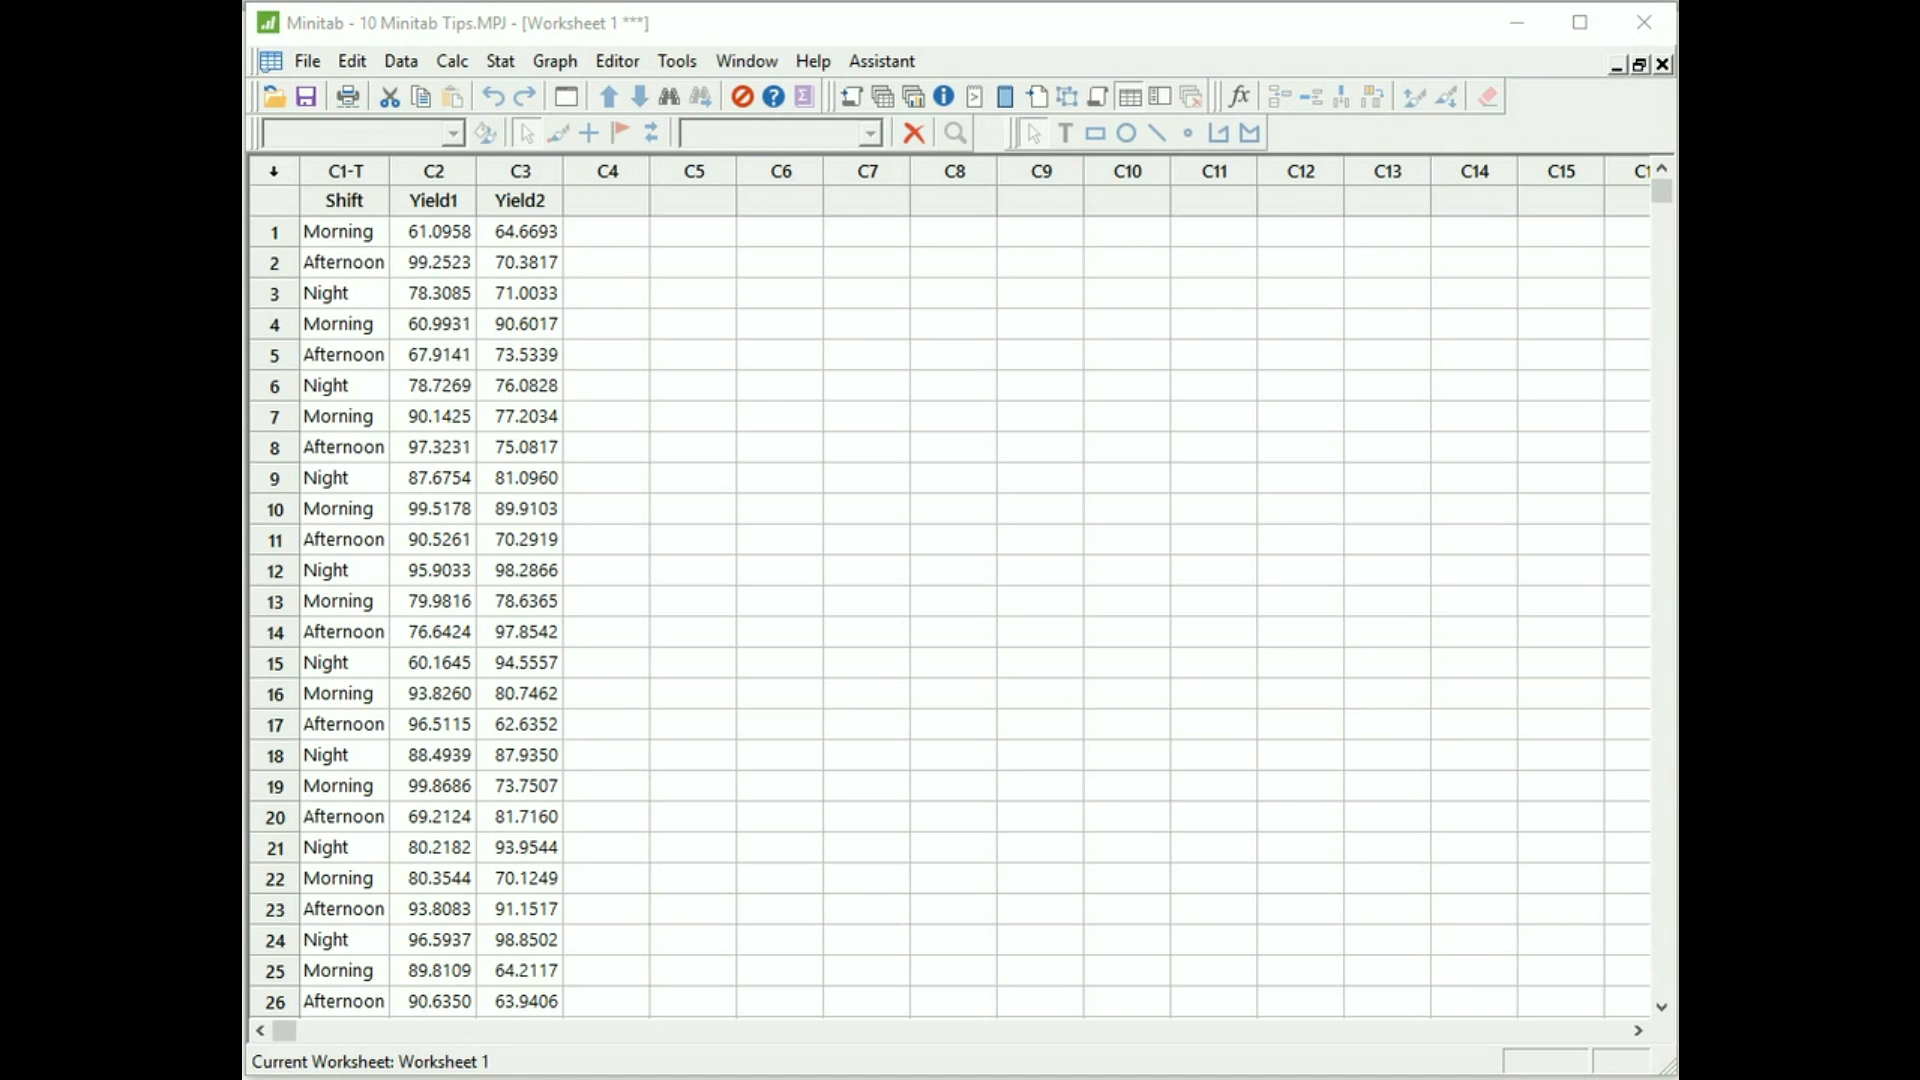 Minitab - 10 Minitab Tips.MPJ - [Worksheet 1 ***]
File Edit Data Calc Stat Graph Editor Tools Window Help Assistant
C1-T C2 C3 C4 C5 C6 C7 C8 C9 C10 C11 C12 C13 C14 C15
Shift Yield1 Yield2
1 Morning 61.0958 64.6693
2 Afternoon 99.2523 70.3817
3 Night 78.3085 71.0033
4 Morning 60.9931 90.6017
5 Afternoon 67.9141 73.5339
6 Night 78.7269 76.0828
7 Morning 90.1425 77.2034
8 Afternoon 97.3231 75.0817
9 Night 87.6754 81.0960
10 Morning 99.5178 89.9103
11 Afternoon 90.5261 70.2919
12 Night 95.9033 98.2866
13 Morning 79.9816 78.6365
14 Afternoon 76.6424 97.8542
15 Night 60.1645 94.5557
16 Morning 93.8260 80.7462
17 Afternoon 96.5115 62.6352
18 Night 88.4939 87.9350
19 Morning 99.8686 73.7507
20 Afternoon 69.2124 81.7160
21 Night 80.2182 93.9544
22 Morning 80.3544 70.1249
23 Afternoon 93.8083 91.1517
24 Night 96.5937 98.8502
25 Morning 89.8109 64.2117
26 Afternoon 90.6350 63.9406
Current Worksheet: Worksheet 1